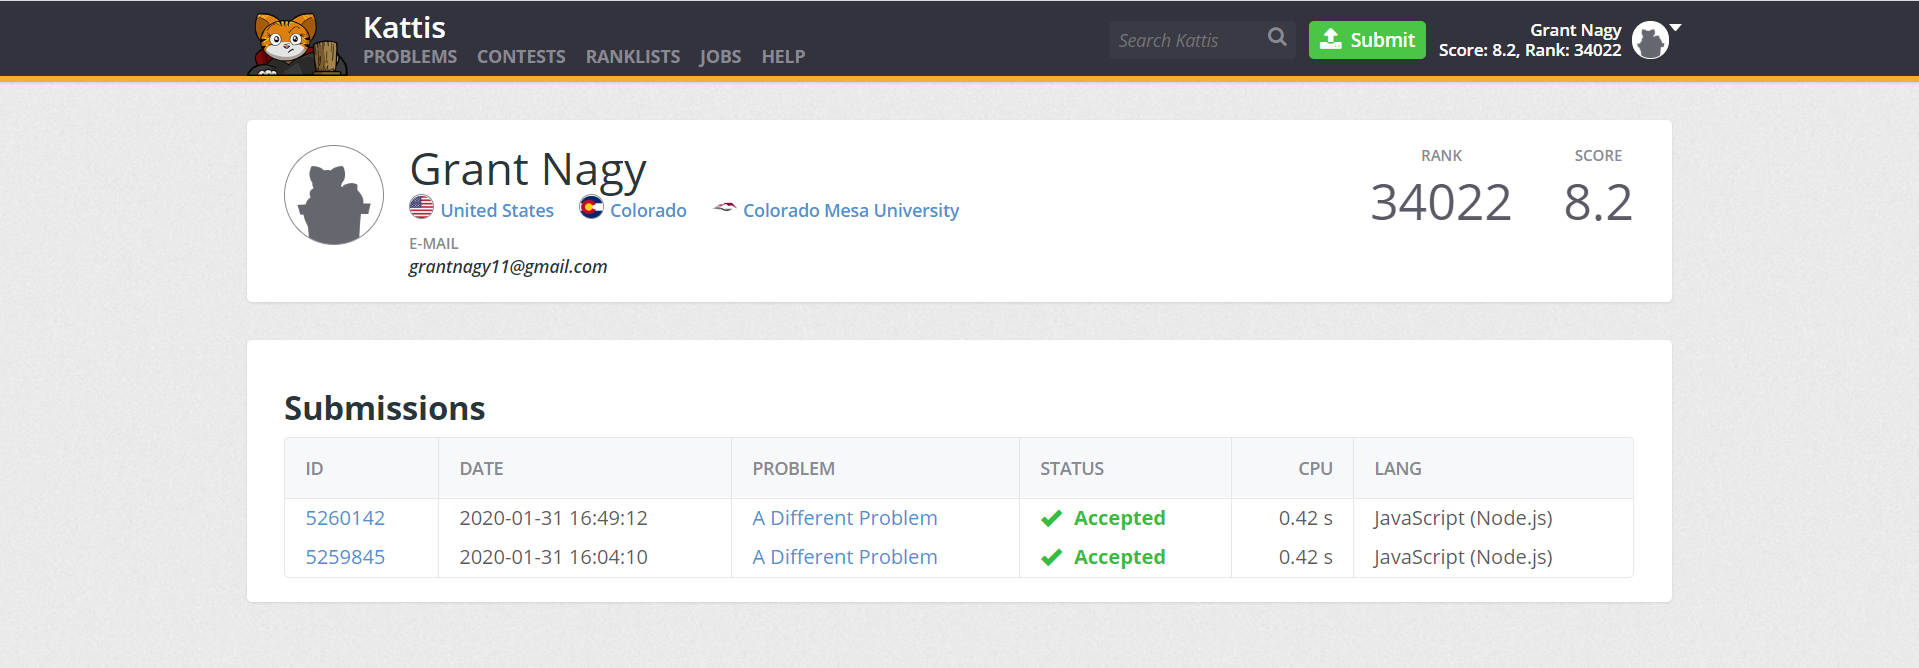 Kattis
PROBLEMS CONTESTS RANKLISTS JOBS HELP
Search Kattis
Submit
Grant Nagy
Score: 8.2, Rank: 34022
Grant Nagy
United States Colorado Colorado Mesa University
E-MAIL
grantnagy11@gmail.com
RANK SCORE
34022 8.2
Submissions
ID DATE PROBLEM STATUS CPU LANG
5260142 2020-01-31 16:49:12 A Different Problem Accepted 0.42 s JavaScript (Node.js)
5259845 2020-01-31 16:04:10 A Different Problem Accepted 0.42 s JavaScript (Node.js)